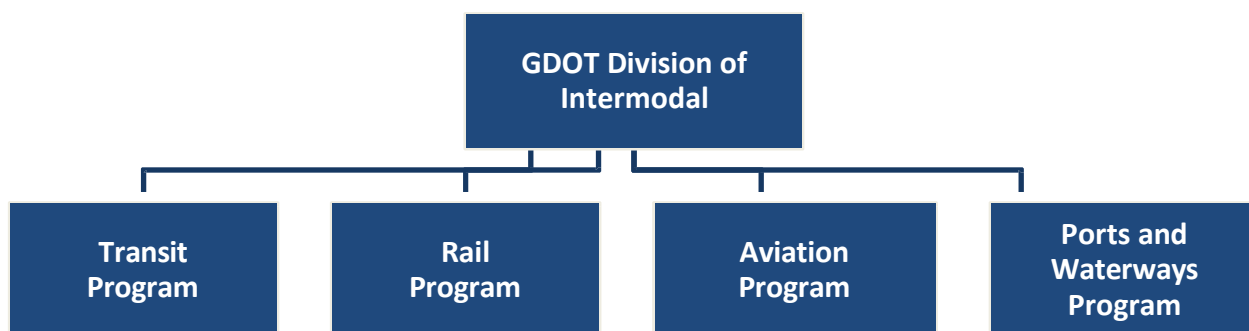 GDOT Division of
Intermodal
Transit
Program
Rail
Program
Aviation
Program
Ports and
Waterways
Program